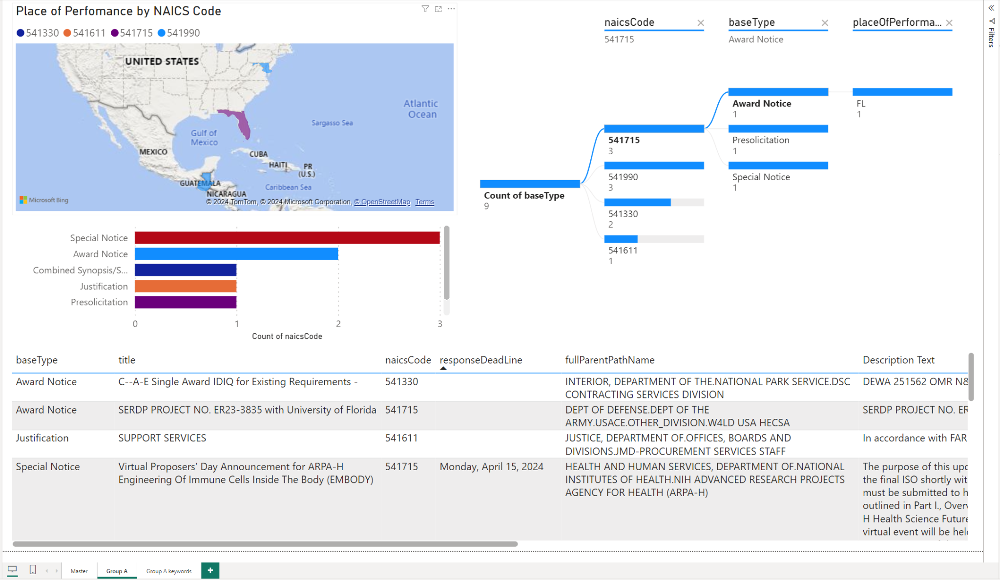 Place of Perfomance by NAICS Code
541330 541611 541715 541990
UNITED STATES
Atlantic
Ocean
Sargasso Sea
Gulf of
Mexico
MEXICO
CUBA
HAITI
PR
(U.S.)
GUATEMALA
Caribbean Sea
NICARAGUA
Microsoft Bing
© 2024 TomTom, © 2024 Microsoft Corporation, © OpenStreetMap Terms
naicsCode
541715
baseType
Award Notice
placeOfPerforma...
Filters
Award Notice
1
FL
1
541715
3
Presolicitation
1
541990
3
Special Notice
1
Count of baseType
9
541330
2
541611
1
Special Notice
Award Notice
Combined Synopsis/S...
Justification
Presolicitation
0 1 2 3
Count of naicsCode
baseType title naicsCode responseDeadLine fullParentPathName Description Text
Award Notice C--A-E Single Award IDIQ for Existing Requirements - 541330 INTERIOR, DEPARTMENT OF THE.NATIONAL PARK SERVICE.DSC DEWA 251562 OMR N8
CONTRACTING SERVICES DIVISION
Award Notice SERDP PROJECT NO. ER23-3835 with University of Florida 541715 DEPT OF DEFENSE.DEPT OF THE SERDP PROJECT NO. ER
ARMY.USACE.OTHER_DIVISION.W4LD USA HECSA
Justification SUPPORT SERVICES 541611 JUSTICE, DEPARTMENT OF.OFFICES, BOARDS AND In accordance with FAR
DIVISIONS.JMD-PROCUREMENT SERVICES STAFF
Special Notice Virtual Proposers’ Day Announcement for ARPA-H 541715 Monday, April 15, 2024 HEALTH AND HUMAN SERVICES, DEPARTMENT OF.NATIONAL The purpose of this upd
Engineering Of Immune Cells Inside The Body (EMBODY) INSTITUTES OF HEALTH.NIH ADVANCED RESEARCH PROJECTS the final ISO shortly wit
AGENCY FOR HEALTH (ARPA-H) must be submitted to h
outlined in Part I., Overv
H Health Science Future
virtual event will be hel
Master Group A Group A keywords +